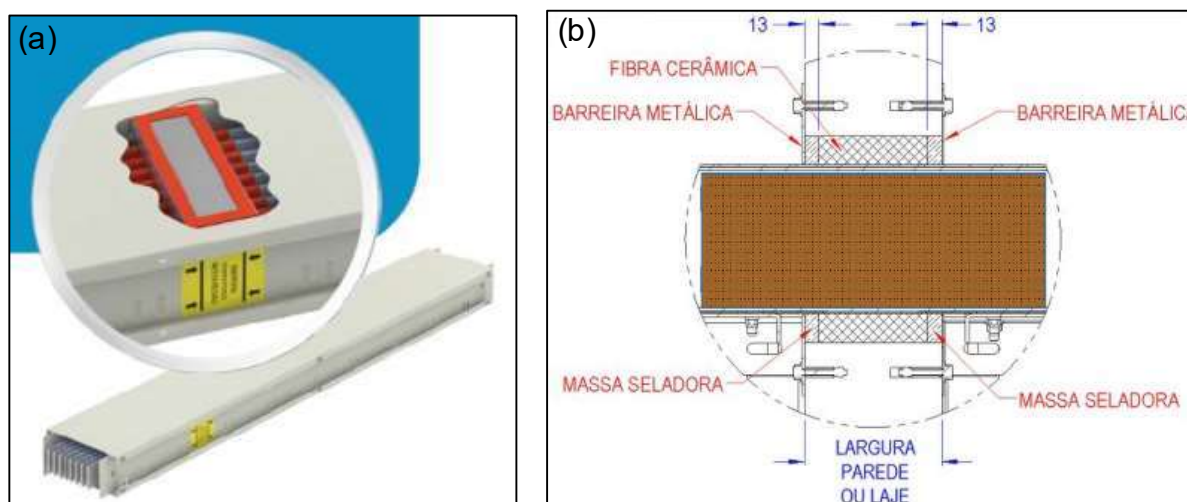 (a)
(b)
13
13
FIBRA CERÂMICA
BARREIRA METÁLICA
BARREIRA METÁLICA
MASSA SELADORA
MASSA SELADORA
LARGURA
PAREDE
OU LAJE